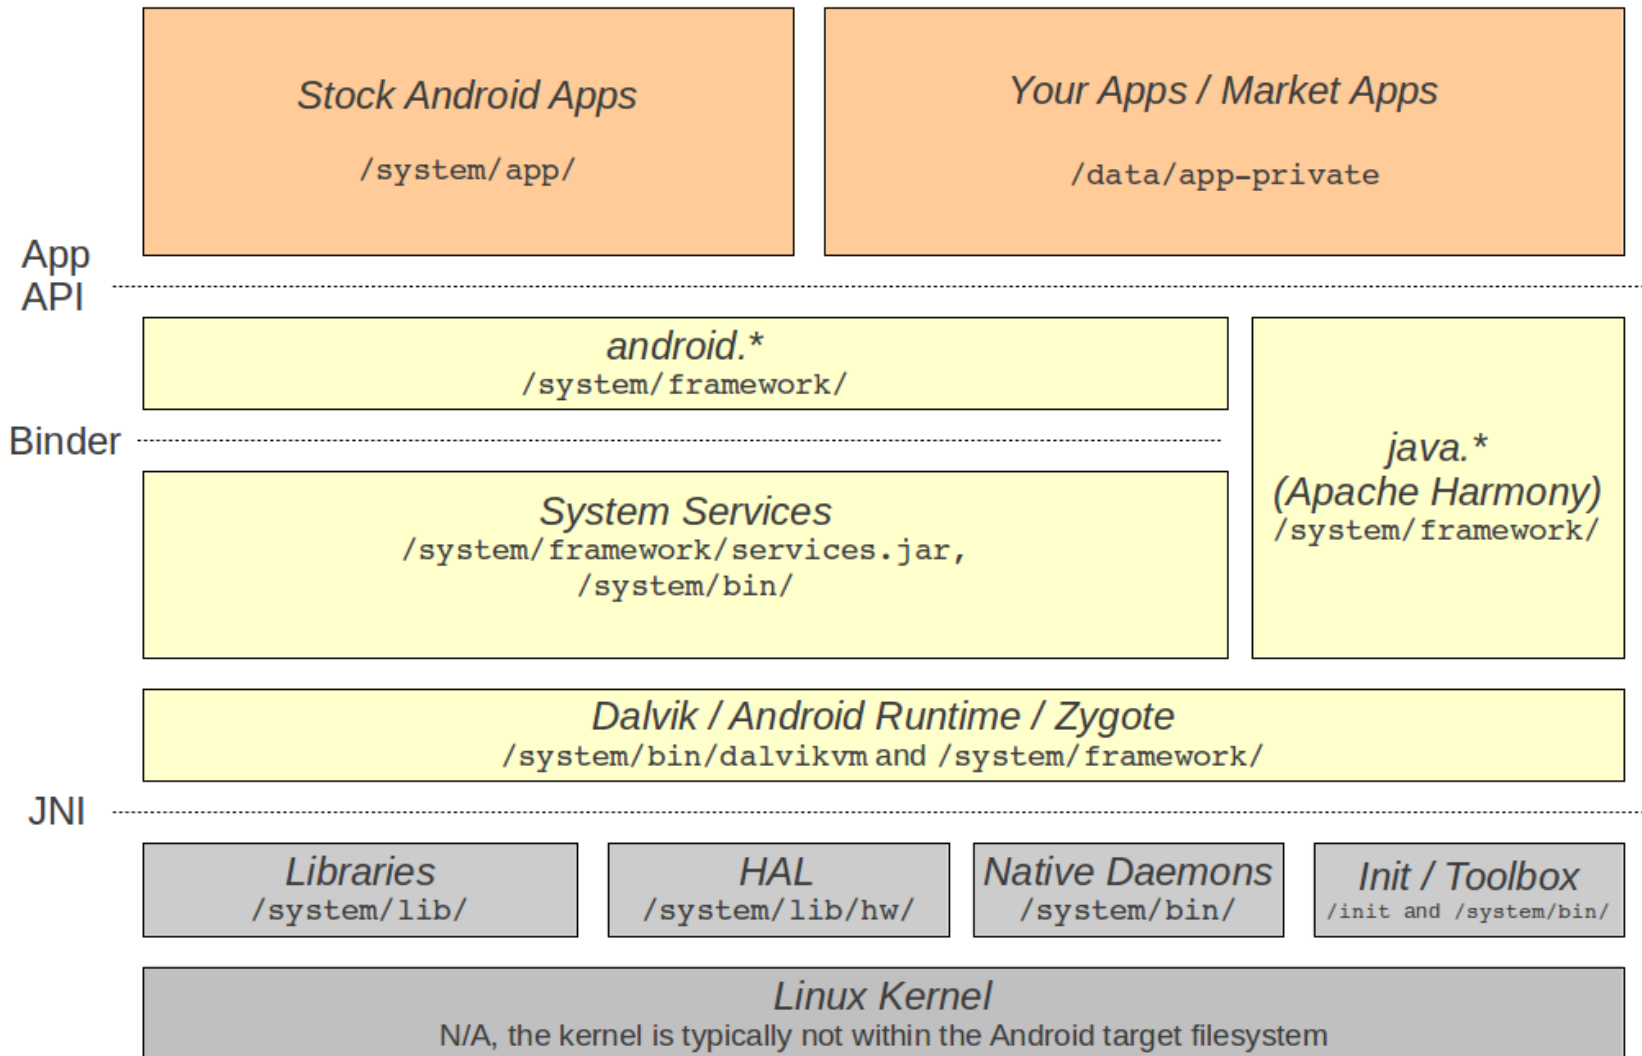 Stock Android Apps
/system/app/
Your Apps / Market Apps
/data/app-private
App
API
android.*
/system/framework/
Binder
System Services
/system/framework/services.jar,
/system/bin/
java.*
(Apache Harmony)
/system/framework/
Dalvik / Android Runtime / Zygote
/system/bin/dalvikvm and /system/framework/
JNI
Libraries
/system/lib/
HAL
/system/lib/hw/
Native Daemons
/system/bin/
Init / Toolbox
/init and /system/bin/
Linux Kernel
N/A, the kernel is typically not within the Android target filesystem